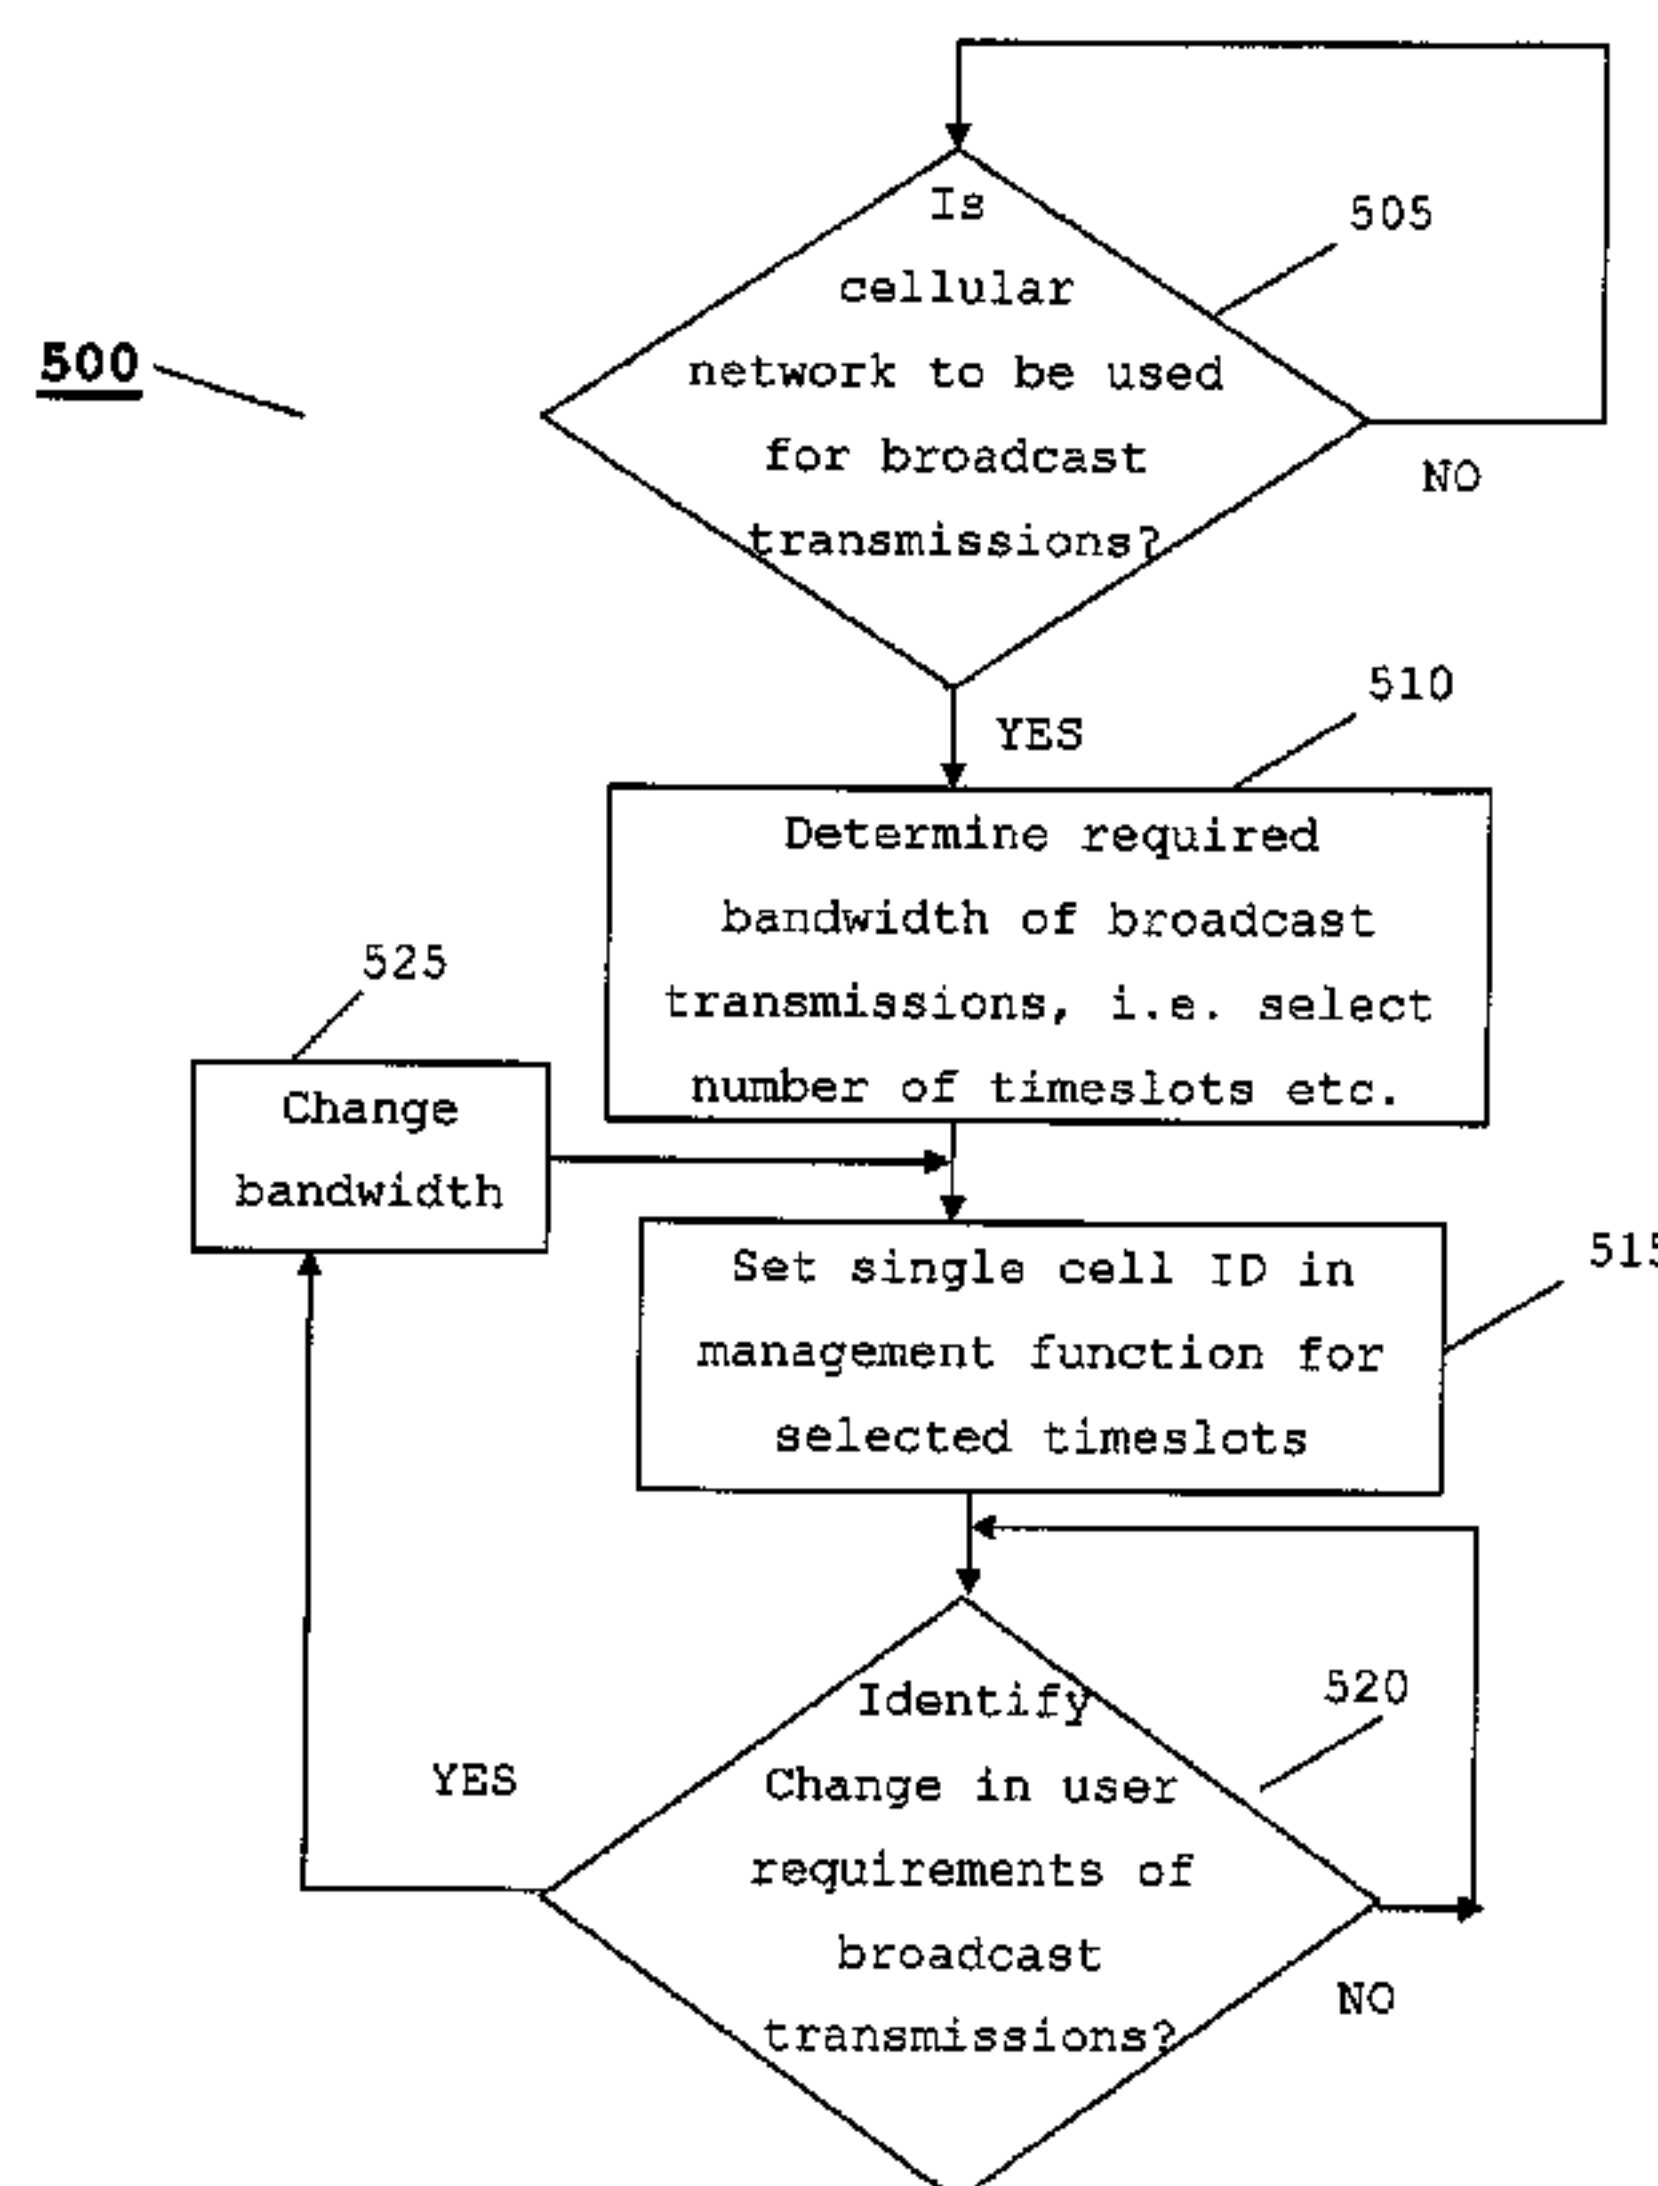 Is
cellular
network to be used
for broadcast
transmissions?
505
500
NO
YES
510
Determine required
bandwidth of broadcast
transmissions, i.e. select
number of timeslots etc.
525
Change
bandwidth
Set single cell ID in
management function for
selected timeslots
515
Identify
Change in user
requirements of
broadcast
transmissions?
520
YES
NO